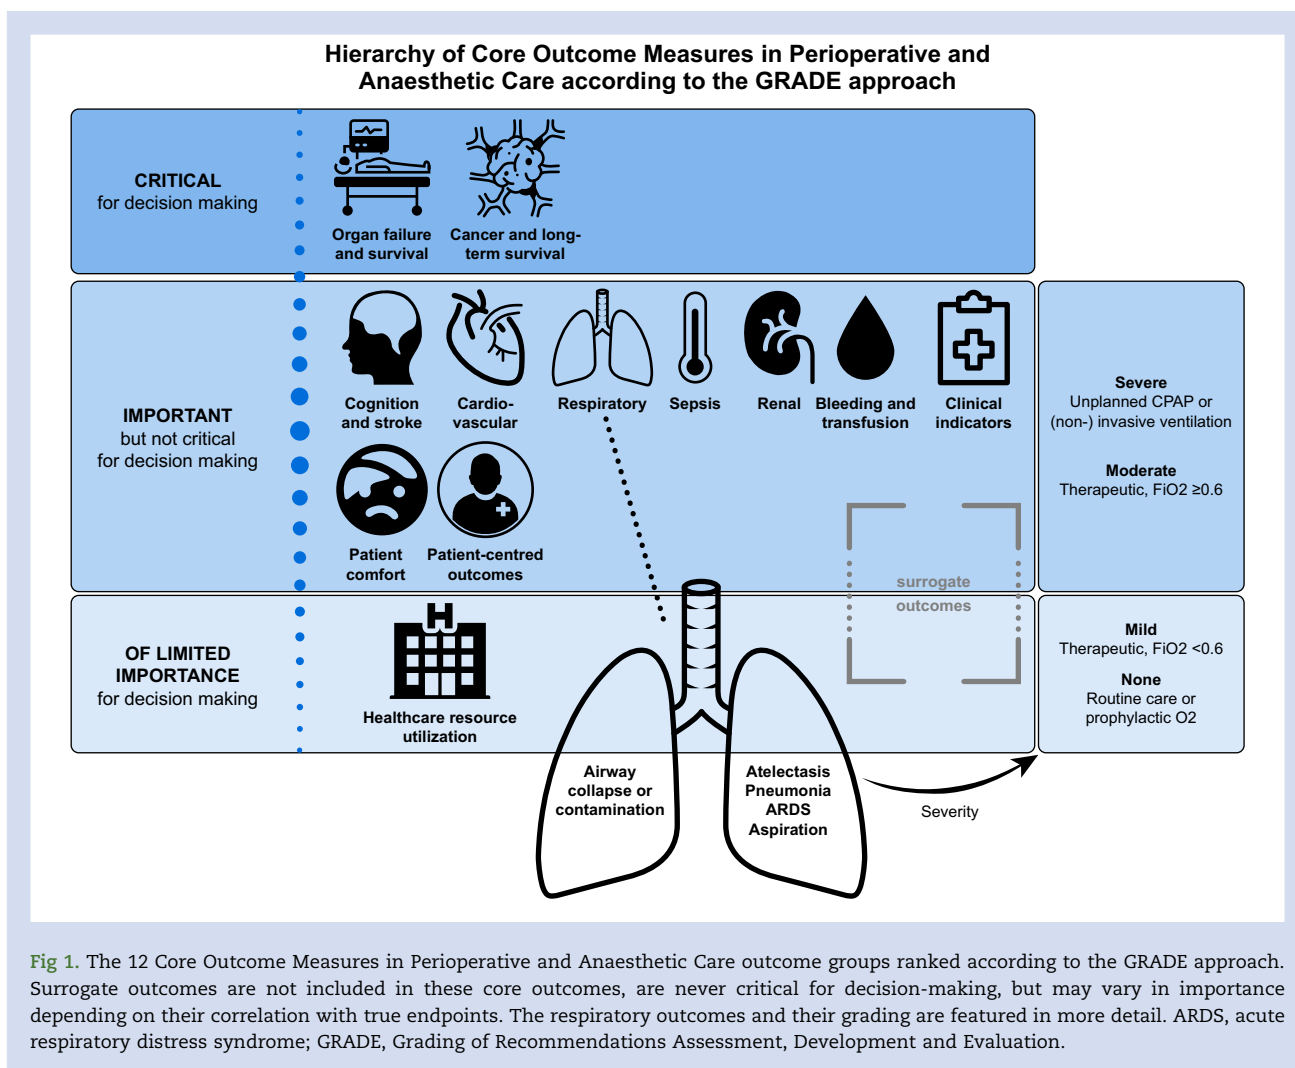 Hierarchy of Core Outcome Measures in Perioperative and
Anaesthetic Care according to the GRADE approach
CRITICAL
for decision making
Organ failure
and survival
Cancer and long-
term survival
IMPORTANT
but not critical
for decision making
Cognition
and stroke
Cardio-
vascular
Respiratory
Sepsis
Renal
Bleeding and
transfusion
Clinical
indicators
Patient
comfort
Patient-centred
outcomes
Severe
Unplanned CPAP or
(non-) invasive ventilation
Moderate
Therapeutic, FiO2 ≥0.6
surrogate
outcomes
OF LIMITED
IMPORTANCE
for decision making
H
Healthcare resource
utilization
Mild
Therapeutic, FiO2 <0.6
None
Routine care or
prophylactic O2
Airway
collapse or
contamination
Atelectasis
Pneumonia
ARDS
Aspiration
Severity
Fig 1. The 12 Core Outcome Measures in Perioperative and Anaesthetic Care outcome groups ranked according to the GRADE approach.
Surrogate outcomes are not included in these core outcomes, are never critical for decision-making, but may vary in importance
depending on their correlation with true endpoints. The respiratory outcomes and their grading are featured in more detail. ARDS, acute
respiratory distress syndrome; GRADE, Grading of Recommendations Assessment, Development and Evaluation.